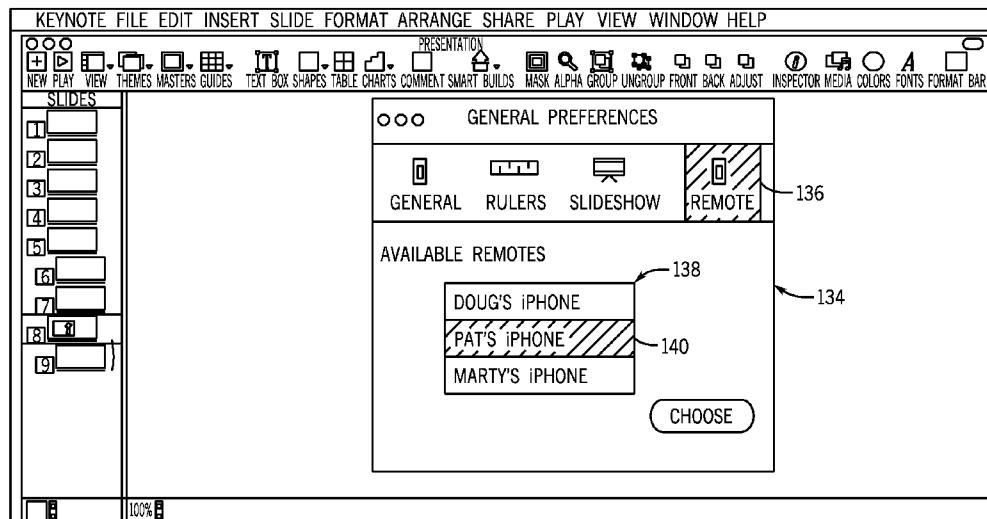 KEYNOTE FILE EDIT INSERT SLIDE FORMAT ARRANGE SHARE PLAY VIEW WINDOW HELP
PRESENTATION
NEW PLAY VIEW THEMES MASTERS GUIDES TEXT BOX SHAPES TABLE CHARTS COMMENT SMART BUILDS MASK ALPHA GROUP UNGROUP FRONT BACK ADJUST INSPECTOR MEDIA COLORS FONTS FORMAT BAR
SLIDES
1
2
3
4
5
6
7
8
9
GENERAL PREFERENCES
GENERAL RULERS SLIDESHOW REMOTE
136
AVAILABLE REMOTES
138
134
DOUG'S iPHONE
PAT'S iPHONE
140
MARTY'S iPHONE
CHOOSE
100%